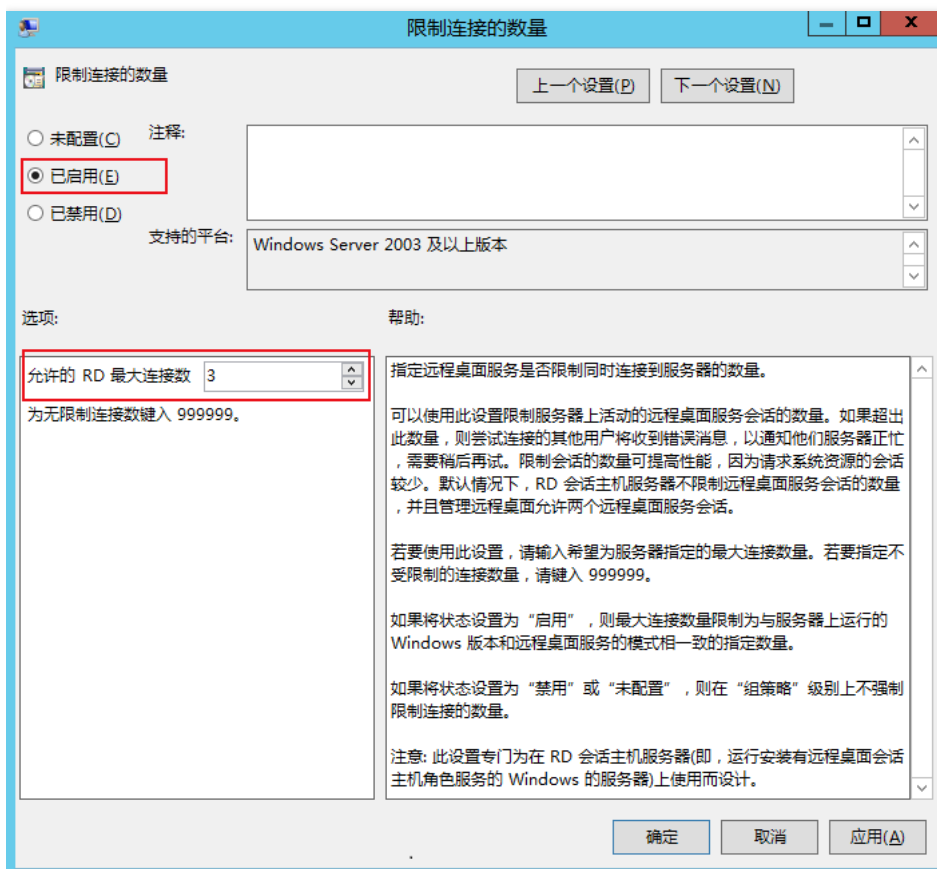 限制连接的数量
限制连接的数量
上一个设置(P)
下一个设置(N)
未配置(C)
注释:
已启用(E)
已禁用(D)
支持的平台:
Windows Server 2003 及以上版本
选项:
帮助:
允许的 RD 最大连接数
3
为无限制连接数键入 999999。
指定远程桌面服务是否限制同时连接到服务器的数量。
可以使用此设置限制服务器上活动的远程桌面服务会话的数量。如果超出
此数量，则尝试连接的其他用户将收到错误消息，以通知他们服务器正忙
，需要稍后再试。限制会话的数量可提高性能，因为请求系统资源的会话
较少。默认情况下，RD 会话主机服务器不限制远程桌面服务会话的数量
，并且管理远程桌面允许两个远程桌面服务会话。
若要使用此设置，请输入希望为服务器指定的最大连接数量。若要指定不
受限制的连接数量，请键入 999999。
如果将状态设置为“启用”，则最大连接数量限制为与服务器上运行的
Windows 版本和远程桌面服务的模式相一致的指定数量。
如果将状态设置为“禁用”或“未配置”，则在“组策略”级别上不强制
限制连接的数量。
注意: 此设置专门为在 RD 会话主机服务器(即，运行安装有远程桌面会话
主机角色服务的 Windows 的服务器)上使用而设计。
确定
取消
应用(A)